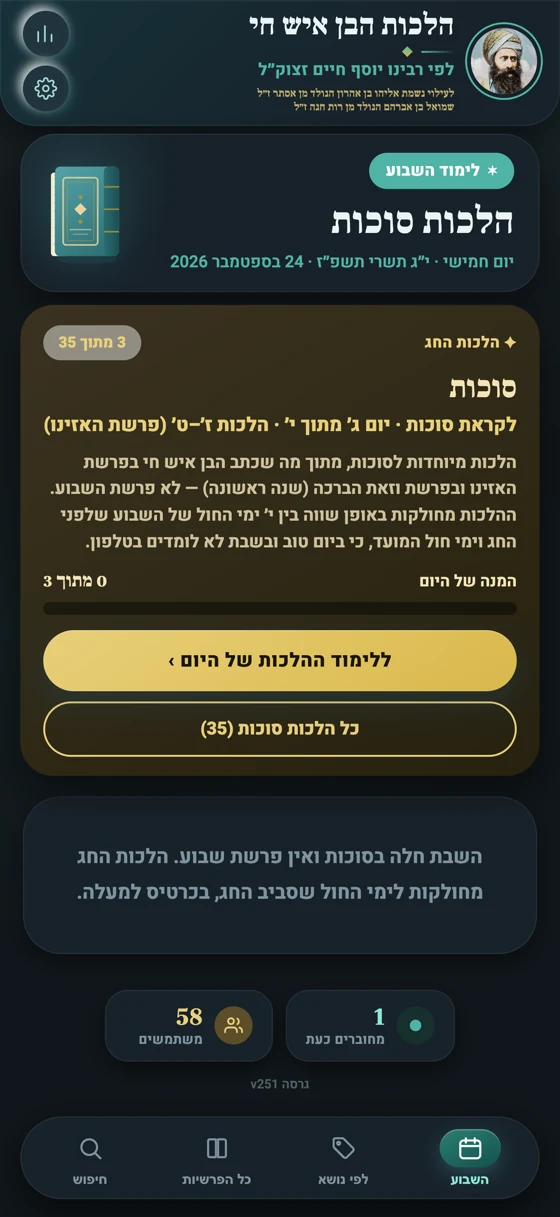 הלכות הבן איש חי
לפי רבינו יוסף חיים זצוק״ל
לעילוי נשמת אליהו בן אהרון הנולד מן אסתר ז״ל
שמואל בן אברהם הנולד מן רות חנה ז״ל
✶ לימוד השבוע
הלכות סוכות
יום חמישי · י״ג תשרי תשפ״ז · 24 בספטמבר 2026
✦ הלכות החג
3 מתוך 35
סוכות
לקראת סוכות · יום ג׳ מתוך י׳ · הלכות ז׳–ט׳ (פרשת האזינו)
הלכות מיוחדות לסוכות, מתוך מה שכתב הבן איש חי בפרשת
האזינו ובפרשת וזאת הברכה (שנה ראשונה) — לא פרשת השבוע.
ההלכות מחולקות באופן שווה בין י׳ ימי החול של השבוע שלפני
החג וימי חול המועד, כי ביום טוב ובשבת לא לומדים בטלפון.
המנה של היום
0 מתוך 3
ללימוד ההלכות של היום ›
כל הלכות סוכות (35)
השבת חלה בסוכות ואין פרשת שבוע. הלכות החג
מחולקות לימי החול שסביב החג, בכרטיס למעלה.
1
מחוברים כעת
58
משתמשים
גרסה v251
השבוע
לפי נושא
כל הפרשיות
חיפוש